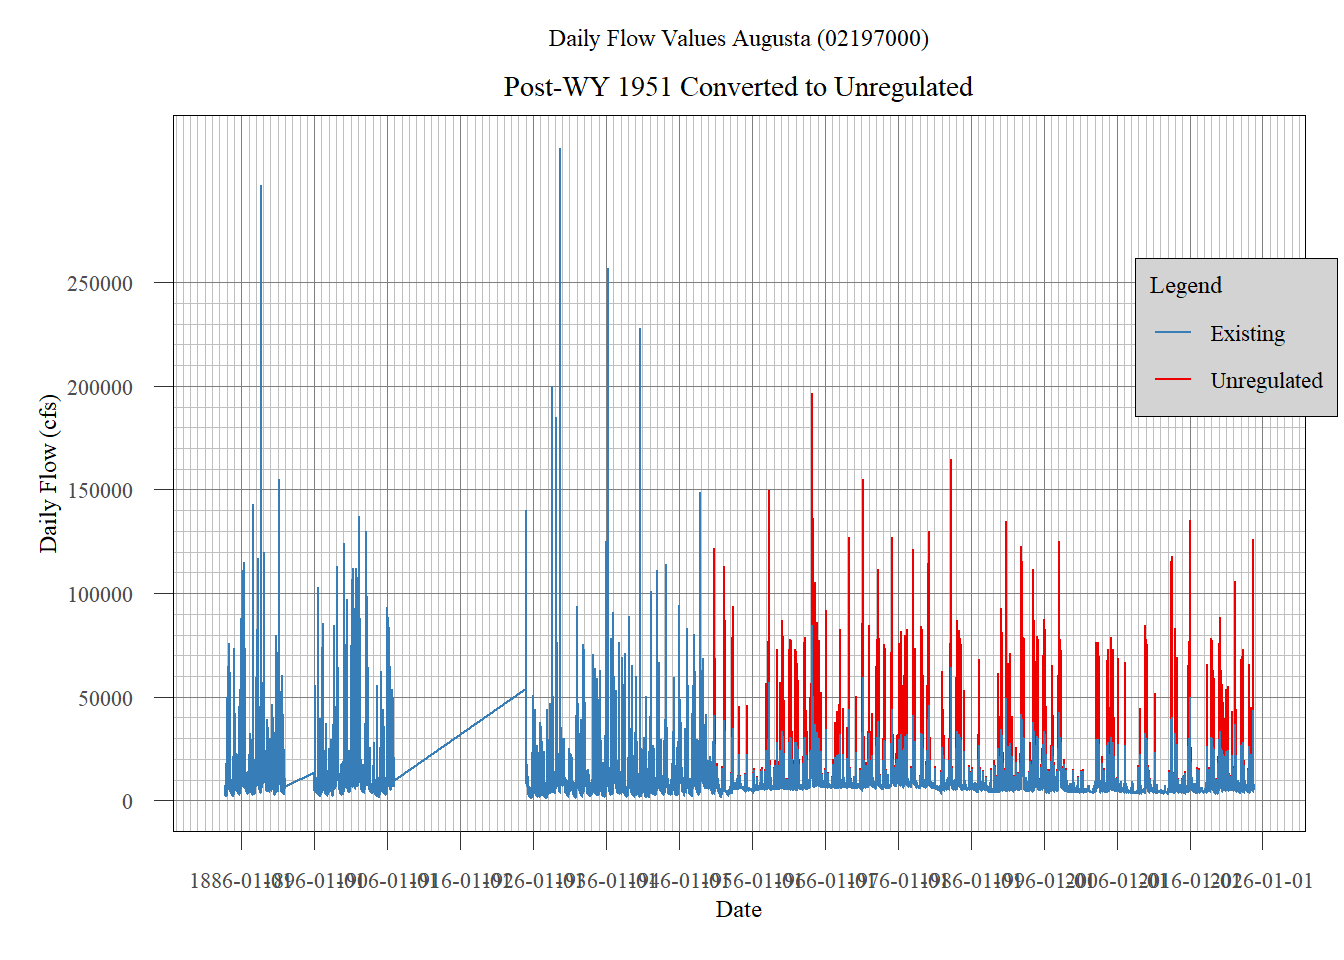 Daily Flow Values Augusta (02197000)
Post-WY 1951 Converted to Unregulated
250000
200000
150000
100000
50000
0
Daily Flow (cfs)
Legend
Existing
Unregulated
1886-01-01 1896-01-01 1906-01-01 1916-01-01 1926-01-01 1936-01-01 1946-01-01 1956-01-01 1966-01-01 1976-01-01 1986-01-01 1996-01-01 2006-01-01 2016-01-01 2026-01-01
Date